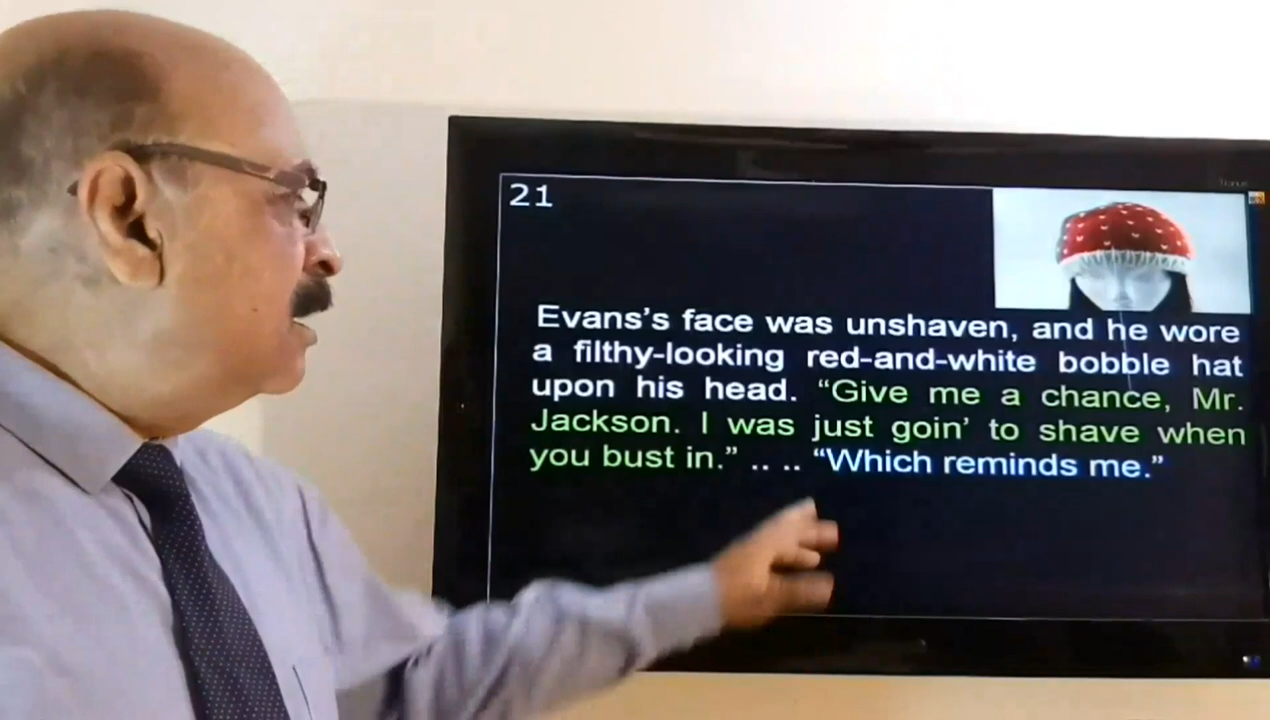 21
Evans’s face was unshaven, and he wore
a filthy-looking red-and-white bobble hat
upon his head. “Give me a chance, Mr.
Jackson. I was just goin’ to shave when
you bust in.” .. .. “Which reminds me.”